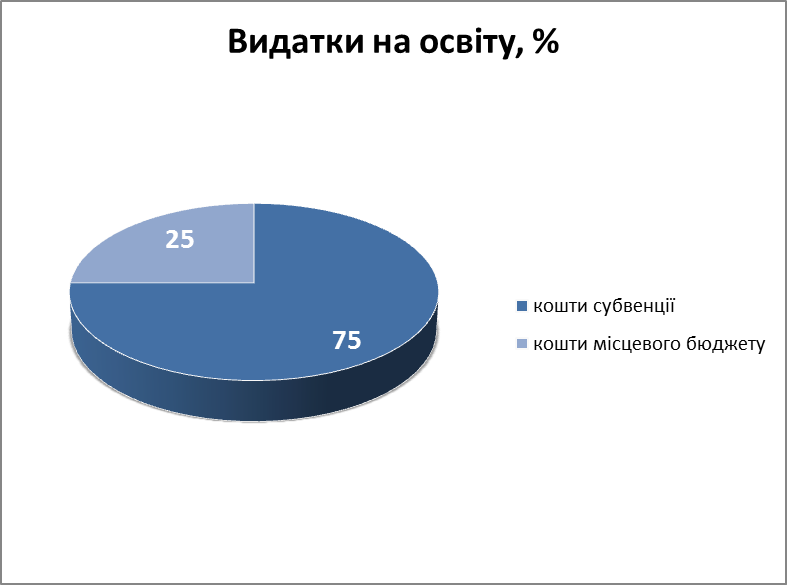 Видатки на освіту, %
25
75
кошти субвенції
кошти місцевого бюджету